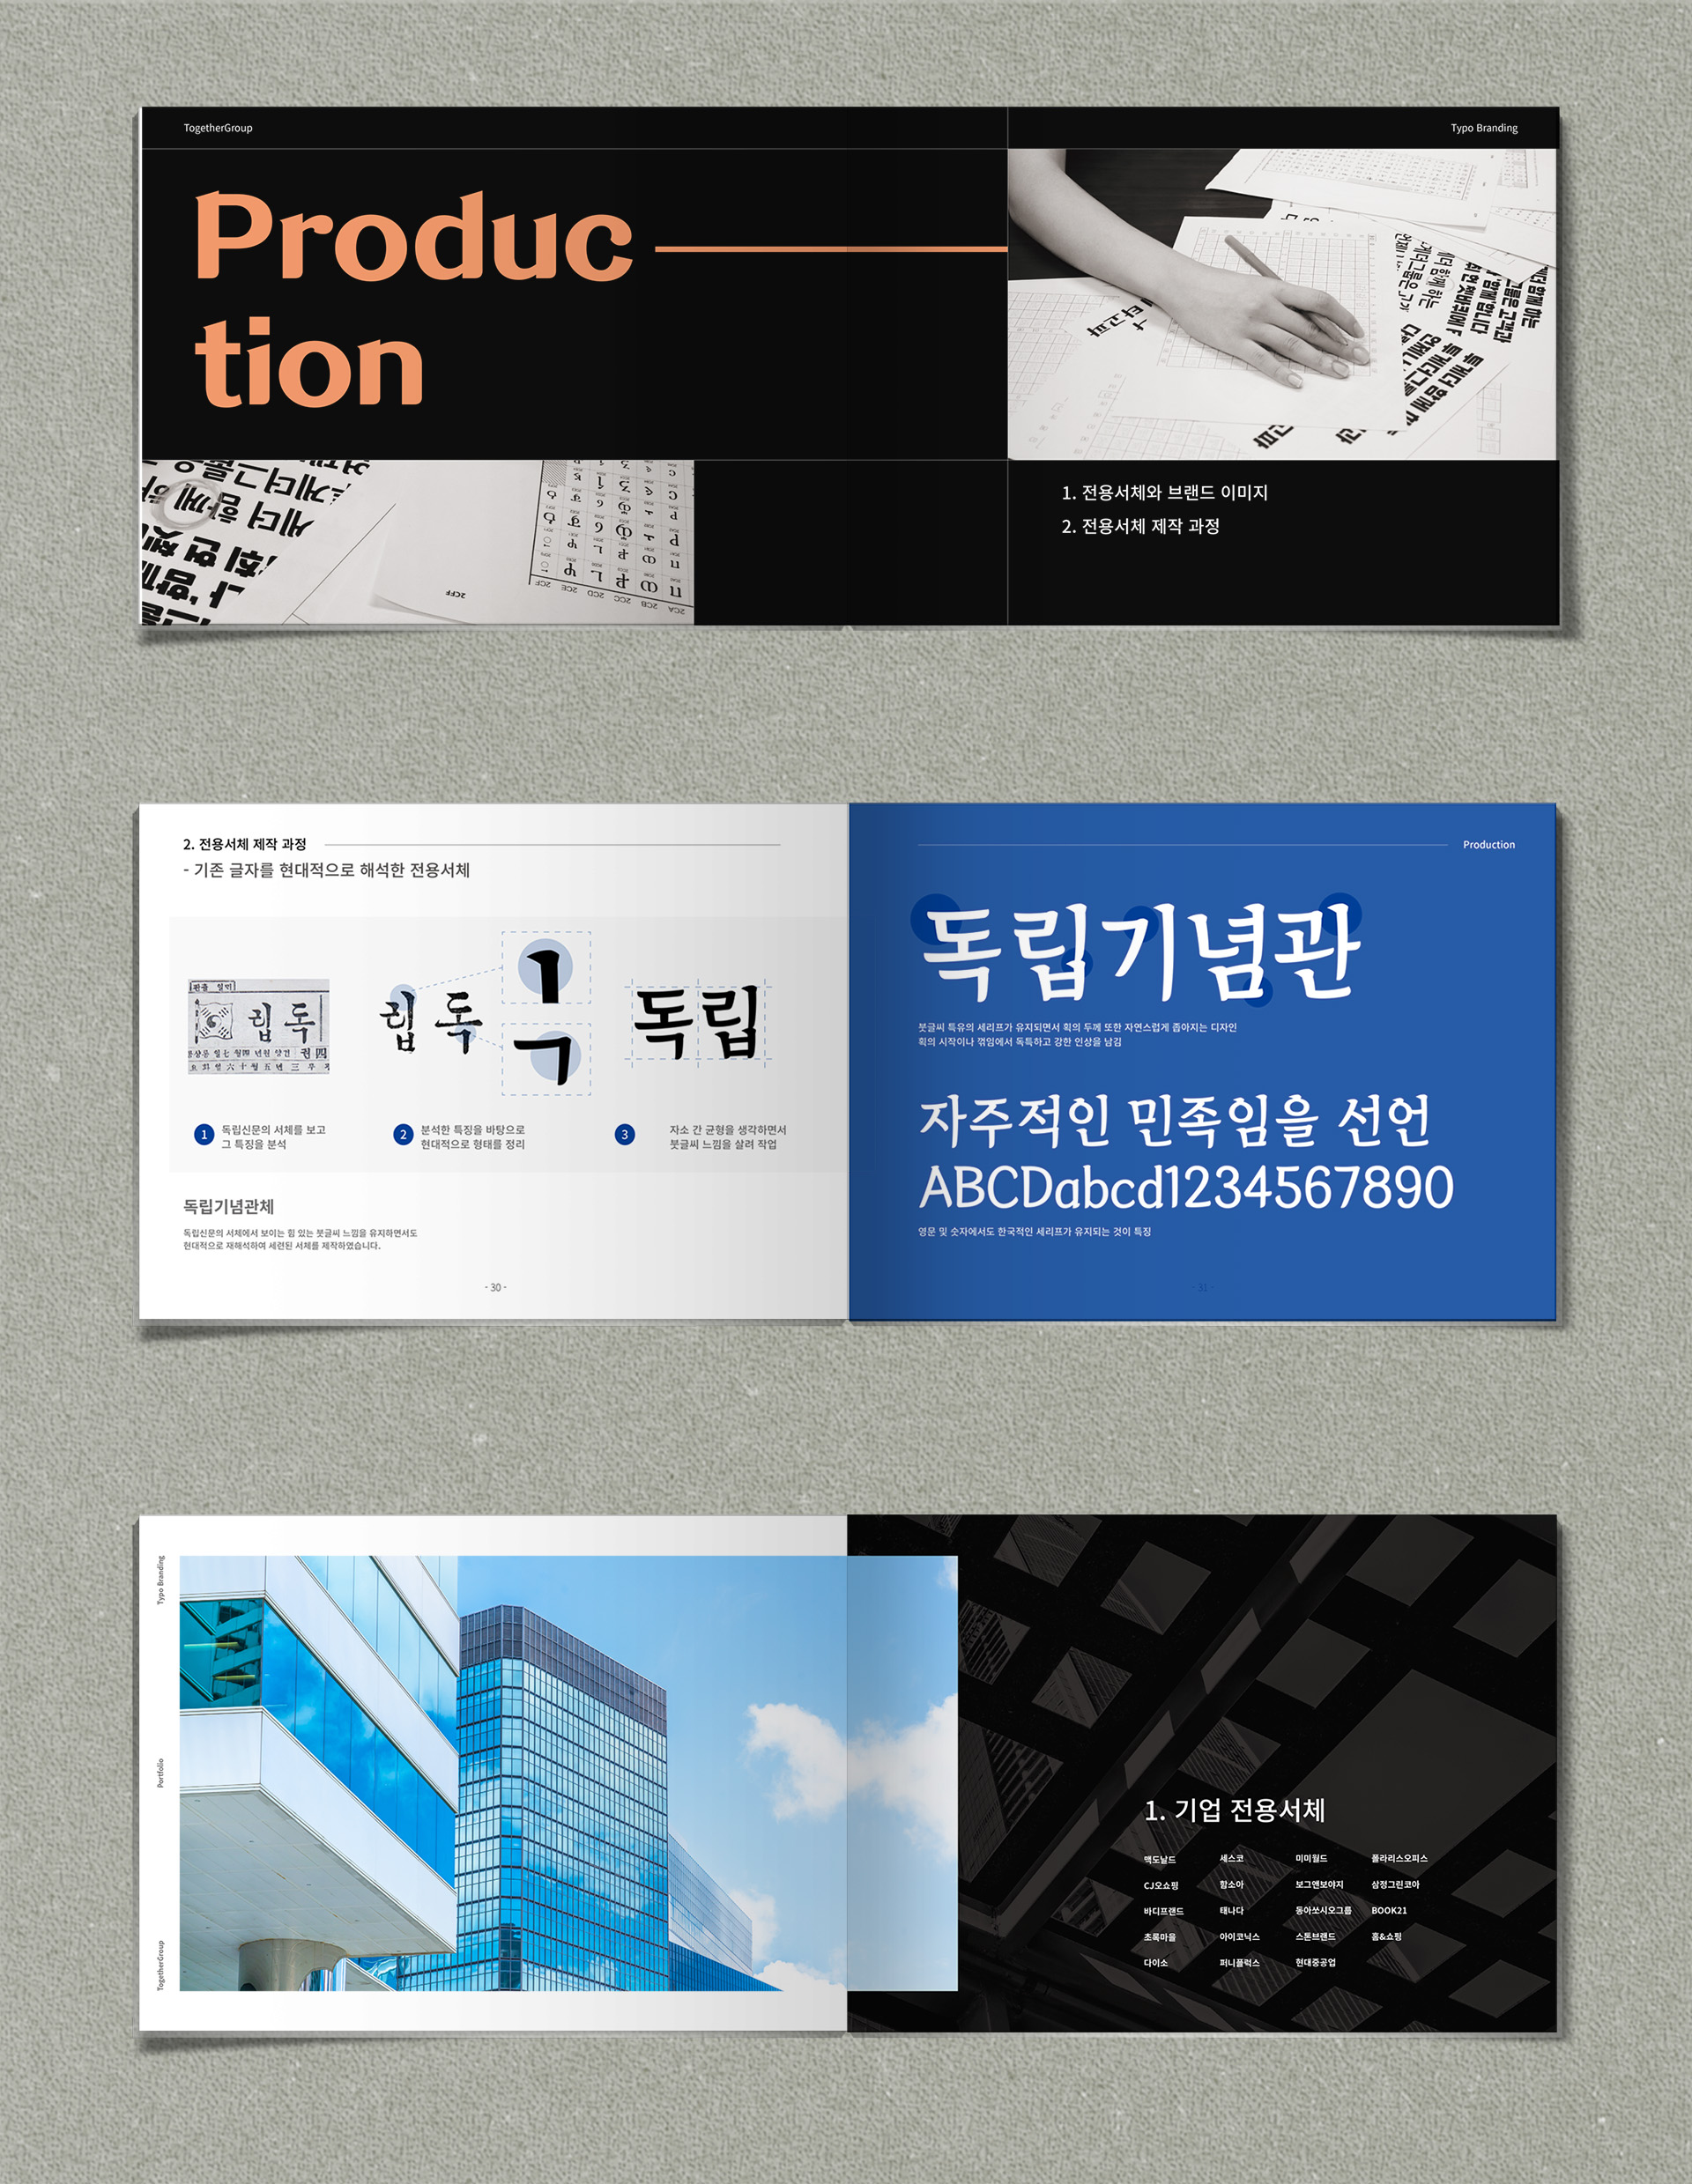 TogetherGroup
Typo Branding
Produc
tion
1. 전용서체와 브랜드 이미지
2. 전용서체 제작 과정
2CFF
2CF 2CE 2CD 2CC 2CB 2CA
2. 전용서체 제작 과정
- 기존 글자를 현대적으로 해석한 전용서체
립 독
립 독
독립
1 독립신문의 서체를 보고
그 특징을 분석
2 분석한 특징을 바탕으로
현대적으로 형태를 정리
3 자소 간 균형을 생각하면서
붓글씨 느낌을 살려 작업
독립기념관체
독립신문의 서체에서 보이는 힘 있는 붓글씨 느낌을 유지하면서도
현대적으로 재해석하여 세련된 서체를 제작하였습니다.
- 30 -
Production
독립기념관
붓글씨 특유의 세리프가 유지되면서 획의 두께 또한 자연스럽게 좁아지는 디자인
획의 시작이나 꺾임에서 독특하고 강한 인상을 남김
자주적인 민족임을 선언
ABCDabcd1234567890
영문 및 숫자에서도 한국적인 세리프가 유지되는 것이 특징
- 31 -
Typo Branding
Portfolio
TogetherGroup
1. 기업 전용서체
맥도날드 세스코 미미월드 폴라리스오피스
CJ오쇼핑 함소아 보그앤보야지 삼정그린코아
바디프랜드 태나다 동아쏘시오그룹 BOOK21
초록마을 아이코닉스 스톤브랜드 홈&쇼핑
다이소 퍼니플럭스 현대중공업